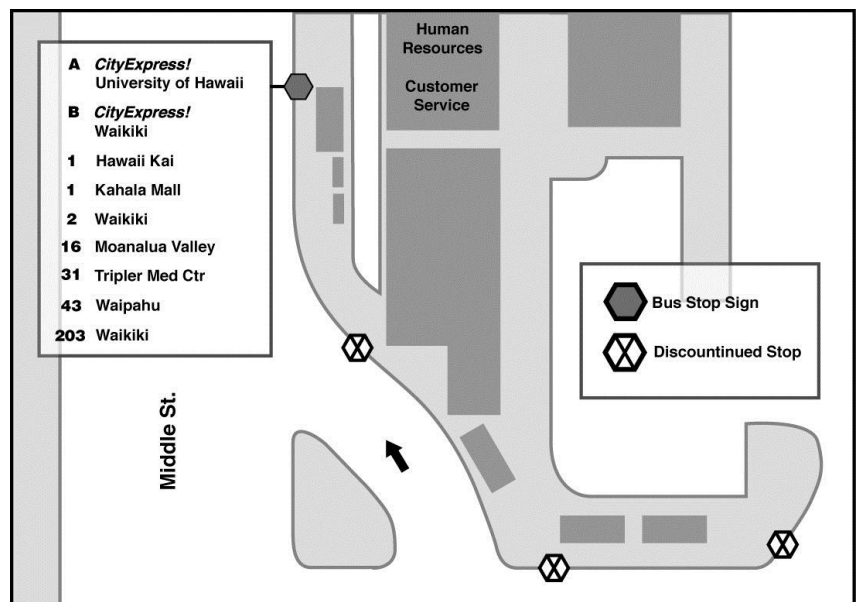 A CityExpress!
University of Hawaii
B CityExpress!
Waikiki
1 Hawaii Kai
1 Kahala Mall
2 Waikiki
16 Moanalua Valley
31 Tripler Med Ctr
43 Waipahu
203 Waikiki
Human
Resources
Customer
Service
Bus Stop Sign
Discountinued Stop
Middle St.